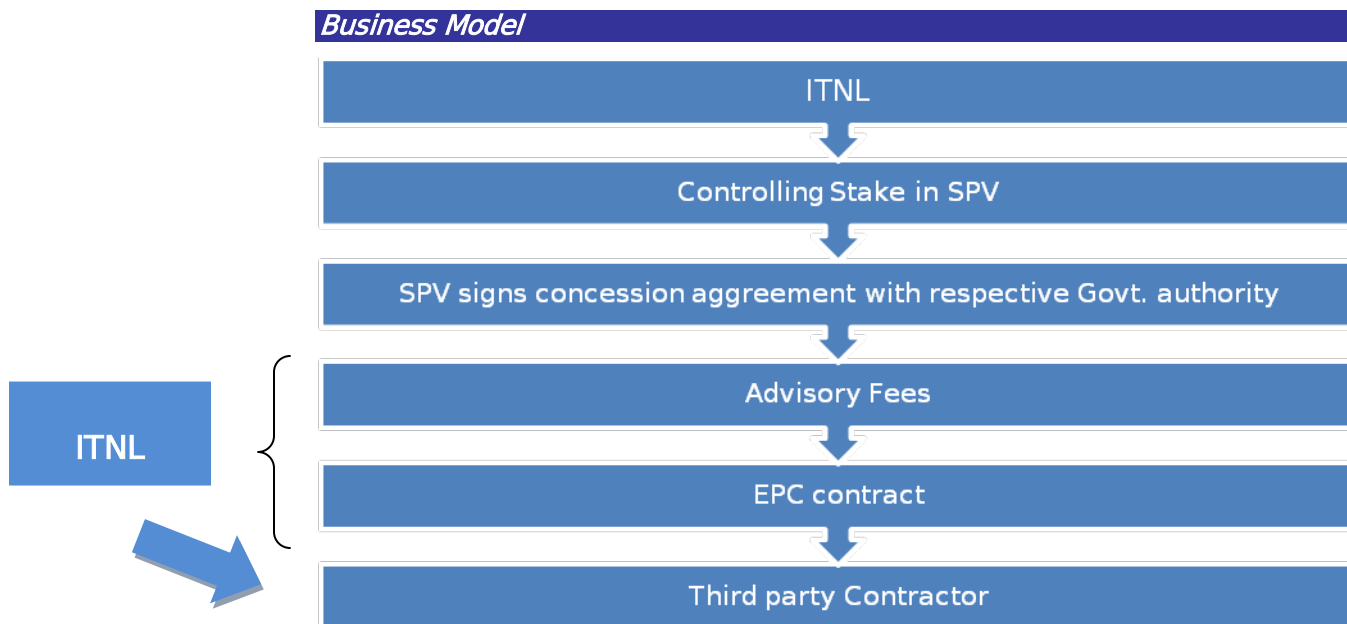 Business Model
ITNL
Controlling Stake in SPV
SPV signs concession aggreement with respective Govt. authority
Advisory Fees
ITNL
EPC contract
Third party Contractor